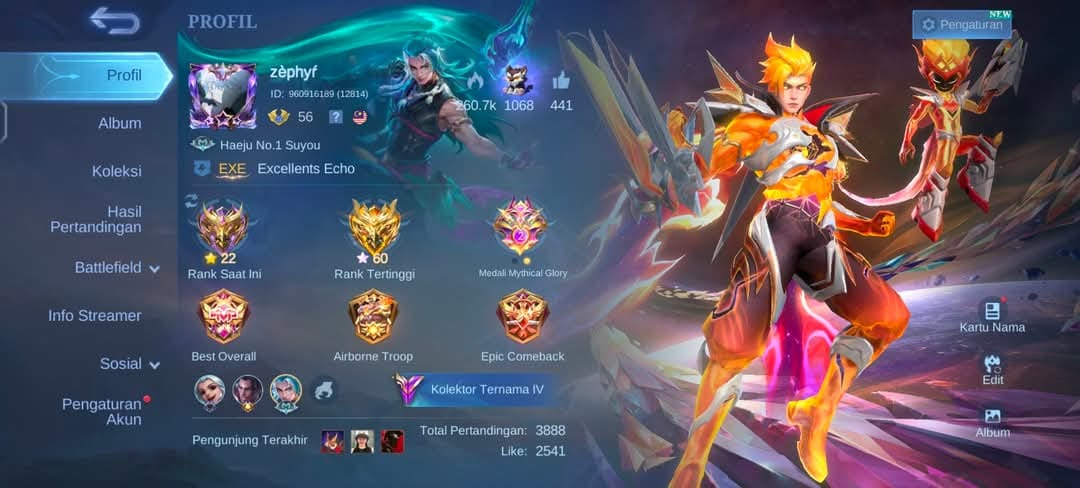 PROFIL
NEW
Pengaturan
Profil
Album
Koleksi
Hasil
Pertandingan
Battlefield
Info Streamer
Sosial
Pengaturan
Akun
zèphyƒ
ID: 960916189 (12814)
56
?
260.7k 1068 441
Haeju No.1 Suyou
EXE Excellents Echo
22
Rank Saat Ini
60
Rank Tertinggi
2
Medali Mythical Glory
Best Overall
Airborne Troop
Epic Comeback
Kolektor Ternama IV
Pengunjung Terakhir
Total Pertandingan: 3888
Like: 2541
Kartu Nama
Edit
Album